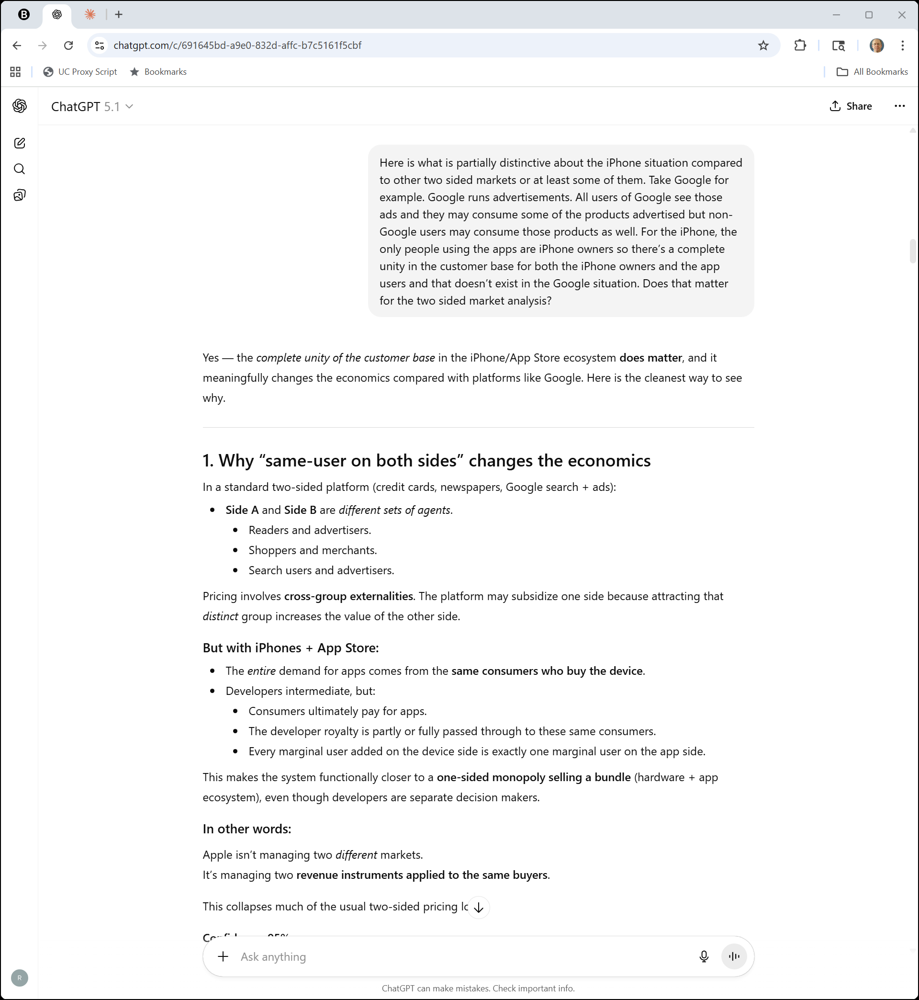 B
chatgpt.com/c/691645bd-a9e0-832d-affc-b7c5161f5cbf
UC Proxy Script
Bookmarks
All Bookmarks
ChatGPT 5.1
Share
Here is what is partially distinctive about the iPhone situation compared
to other two sided markets or at least some of them. Take Google for
example. Google runs advertisements. All users of Google see those
ads and they may consume some of the products advertised but non-
Google users may consume those products as well. For the iPhone, the
only people using the apps are iPhone owners so there’s a complete
unity in the customer base for both the iPhone owners and the app
users and that doesn’t exist in the Google situation. Does that matter
for the two sided market analysis?
Yes — the complete unity of the customer base in the iPhone/App Store ecosystem does matter, and it
meaningfully changes the economics compared with platforms like Google. Here is the cleanest way to see
why.
1. Why “same-user on both sides” changes the economics
In a standard two-sided platform (credit cards, newspapers, Google search + ads):
• Side A and Side B are different sets of agents.
• Readers and advertisers.
• Shoppers and merchants.
• Search users and advertisers.
Pricing involves cross-group externalities. The platform may subsidize one side because attracting that
distinct group increases the value of the other side.
But with iPhones + App Store:
• The entire demand for apps comes from the same consumers who buy the device.
• Developers intermediate, but:
• Consumers ultimately pay for apps.
• The developer royalty is partly or fully passed through to these same consumers.
• Every marginal user added on the device side is exactly one marginal user on the app side.
This makes the system functionally closer to a one-sided monopoly selling a bundle (hardware + app
ecosystem), even though developers are separate decision makers.
In other words:
Apple isn’t managing two different markets.
It’s managing two revenue instruments applied to the same buyers.
This collapses much of the usual two-sided pricing
Ask anything
R
ChatGPT can make mistakes. Check important info.